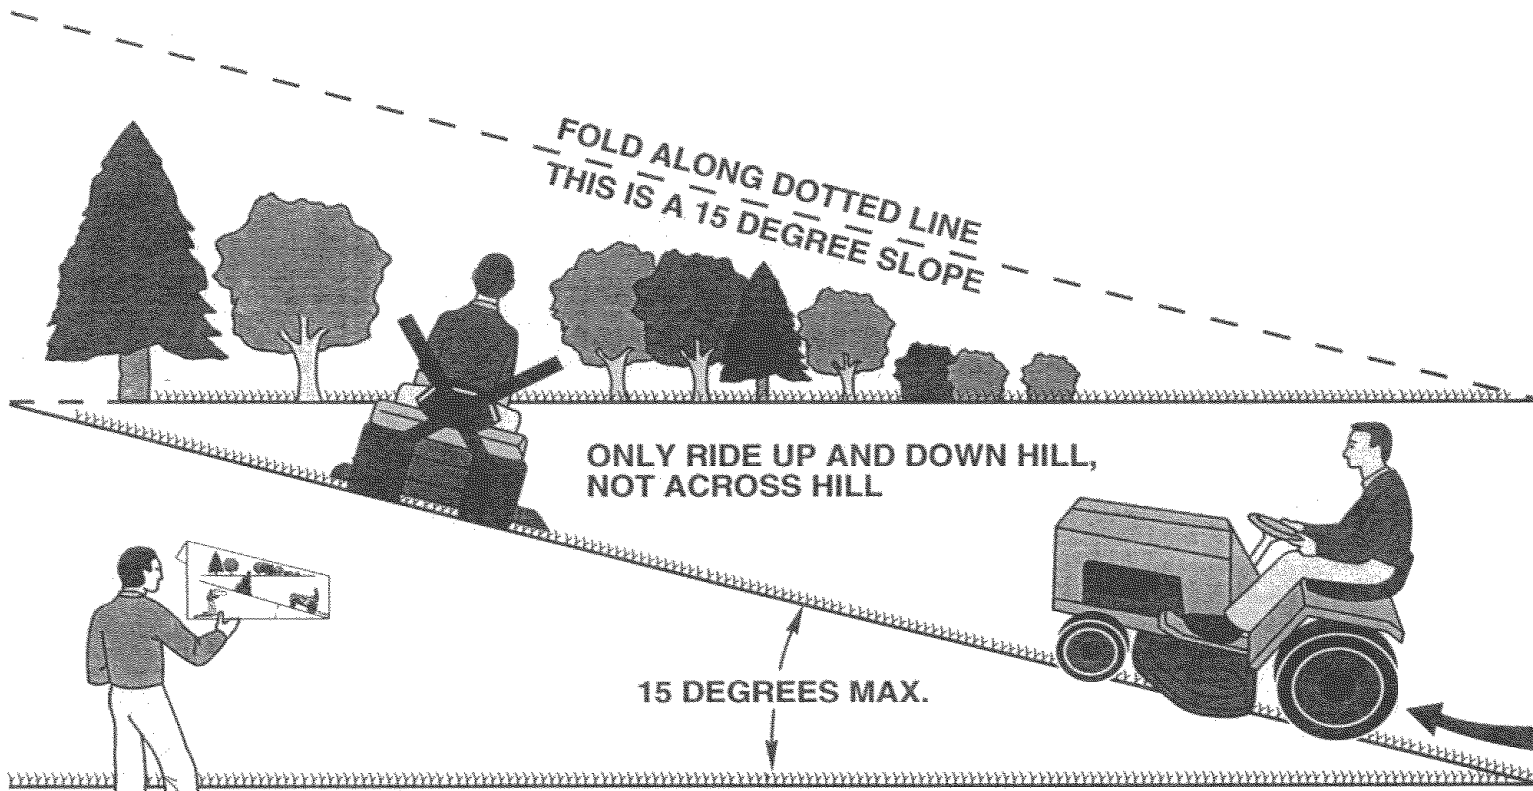 FOLD ALONG DOTTED LINE
THIS IS A 15 DEGREE SLOPE
ONLY RIDE UP AND DOWN HILL,
NOT ACROSS HILL
15 DEGREES MAX.